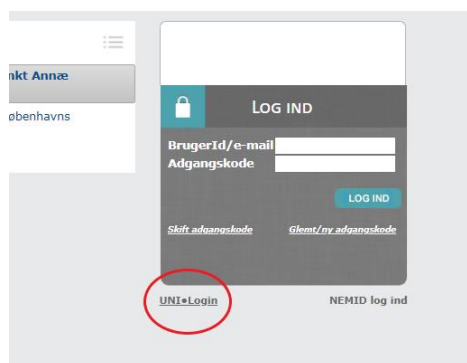 nkt Annæ
øbenhavns
LOG IND
BrugerId/e-mail
Adgangskode
LOG IND
Skift adgangskode Glemt/ny adgangskode
UNI•Login NEMID log ind